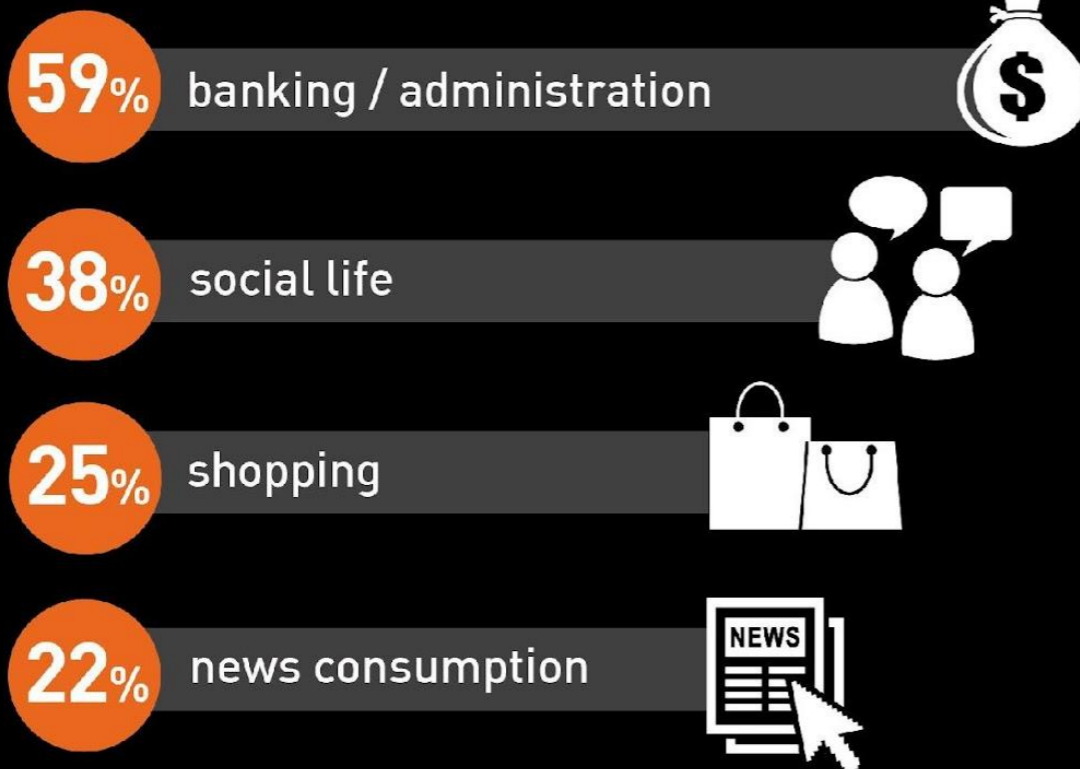 59% banking / administration
$
38% social life
25% shopping
22% news consumption
NEWS